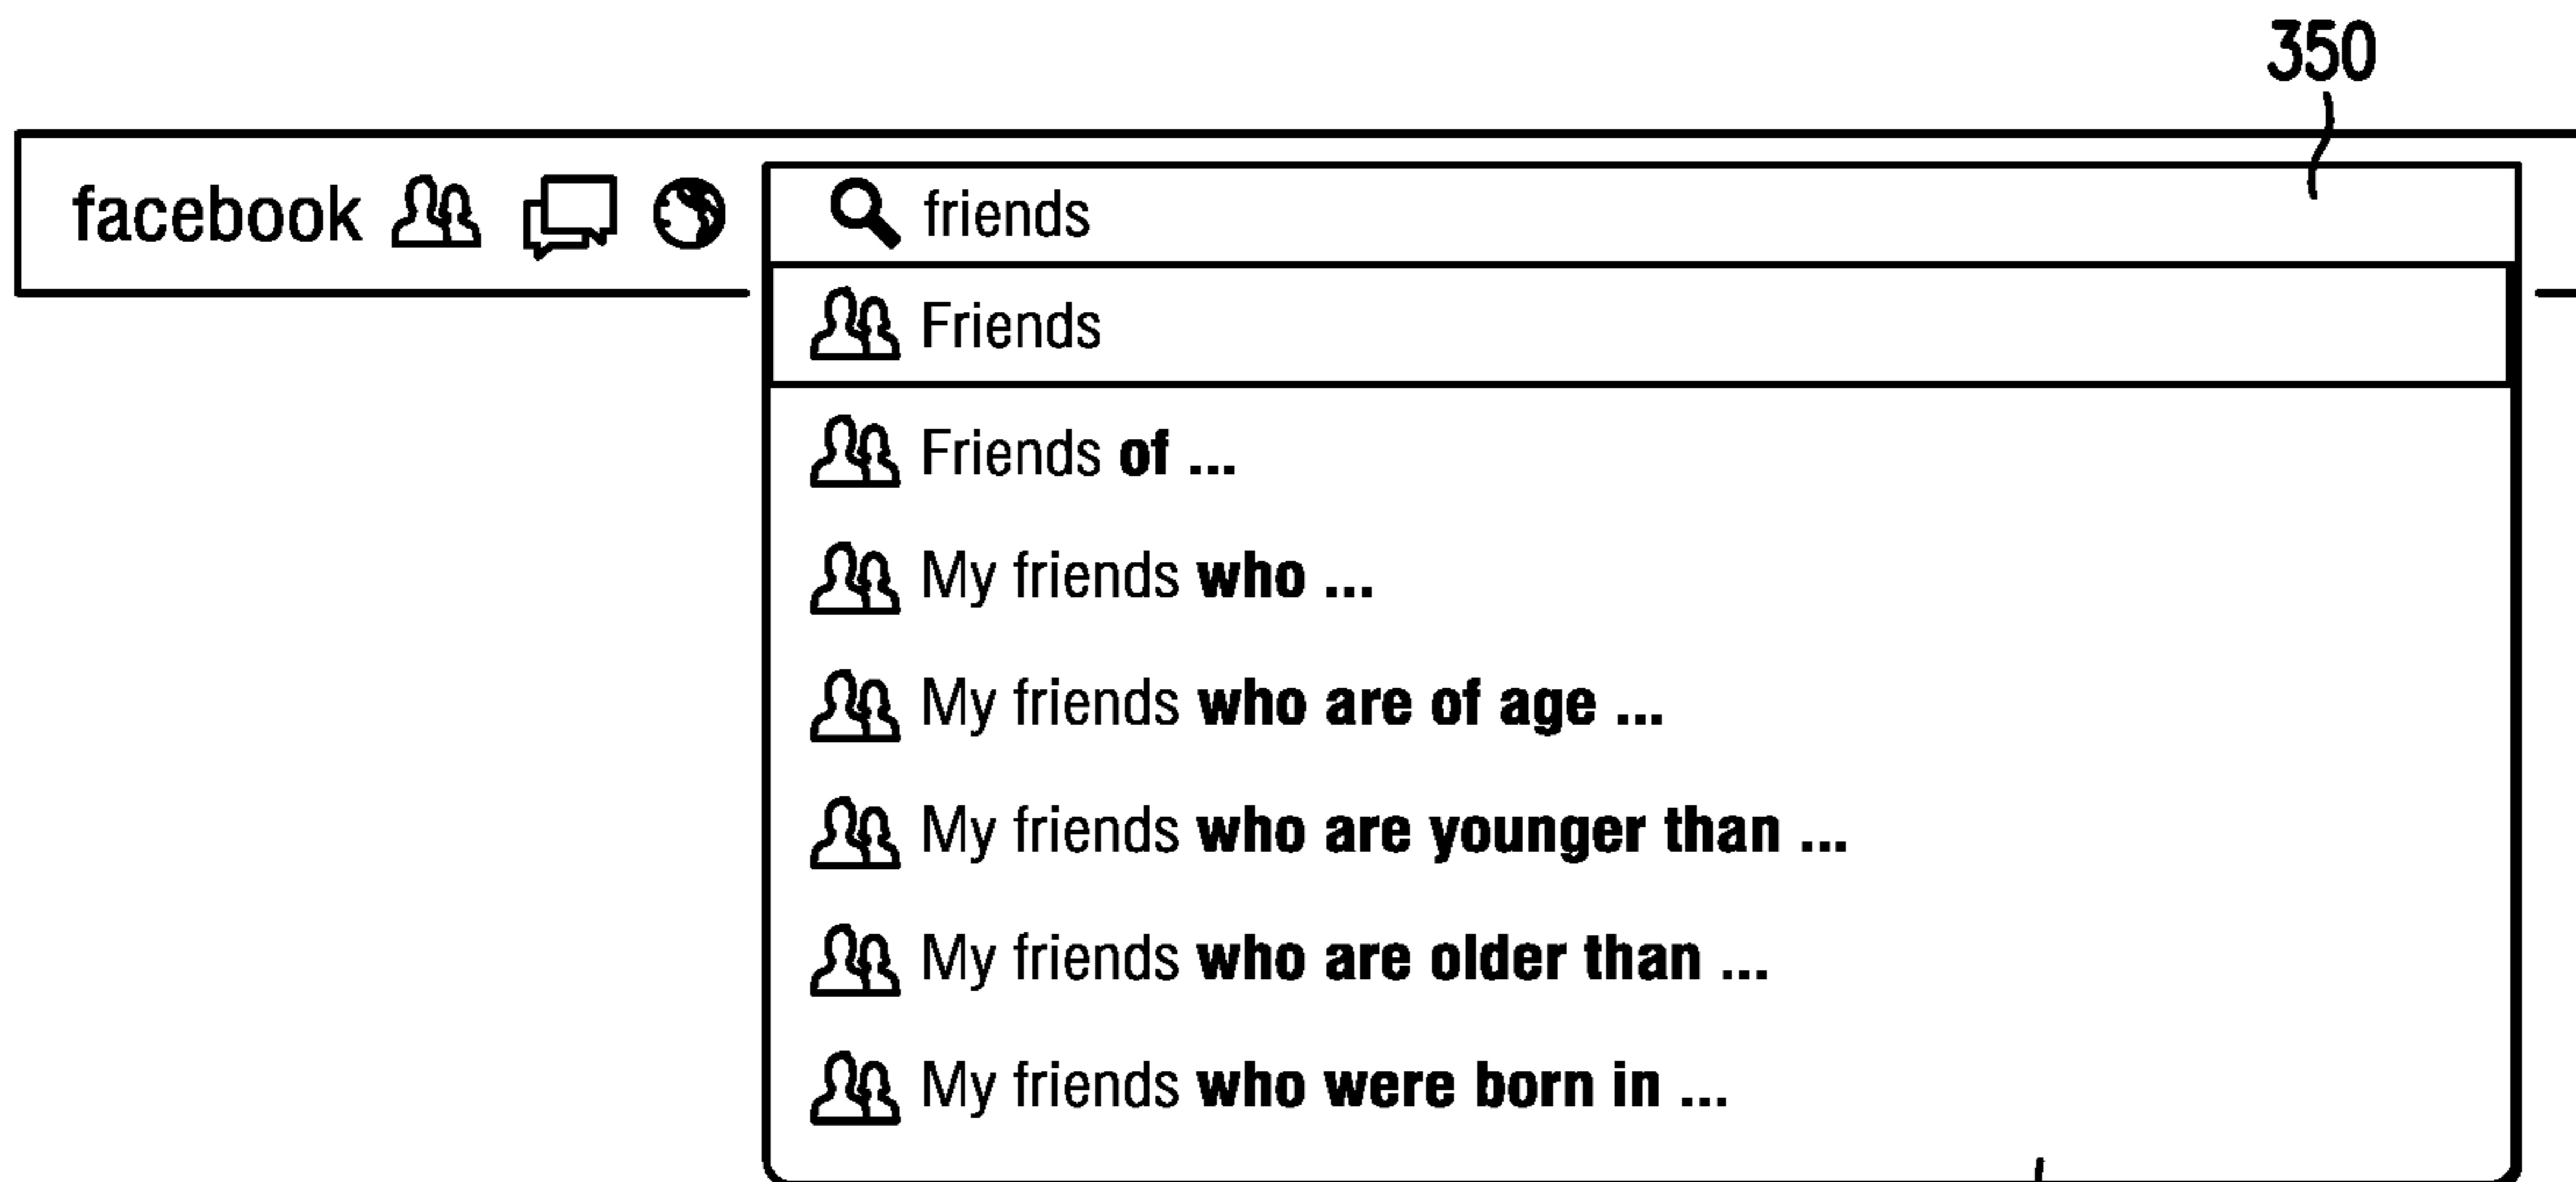 350
facebook friends
Friends
Friends of ...
My friends who ...
My friends who are of age ...
My friends who are younger than ...
My friends who are older than ...
My friends who were born in ...